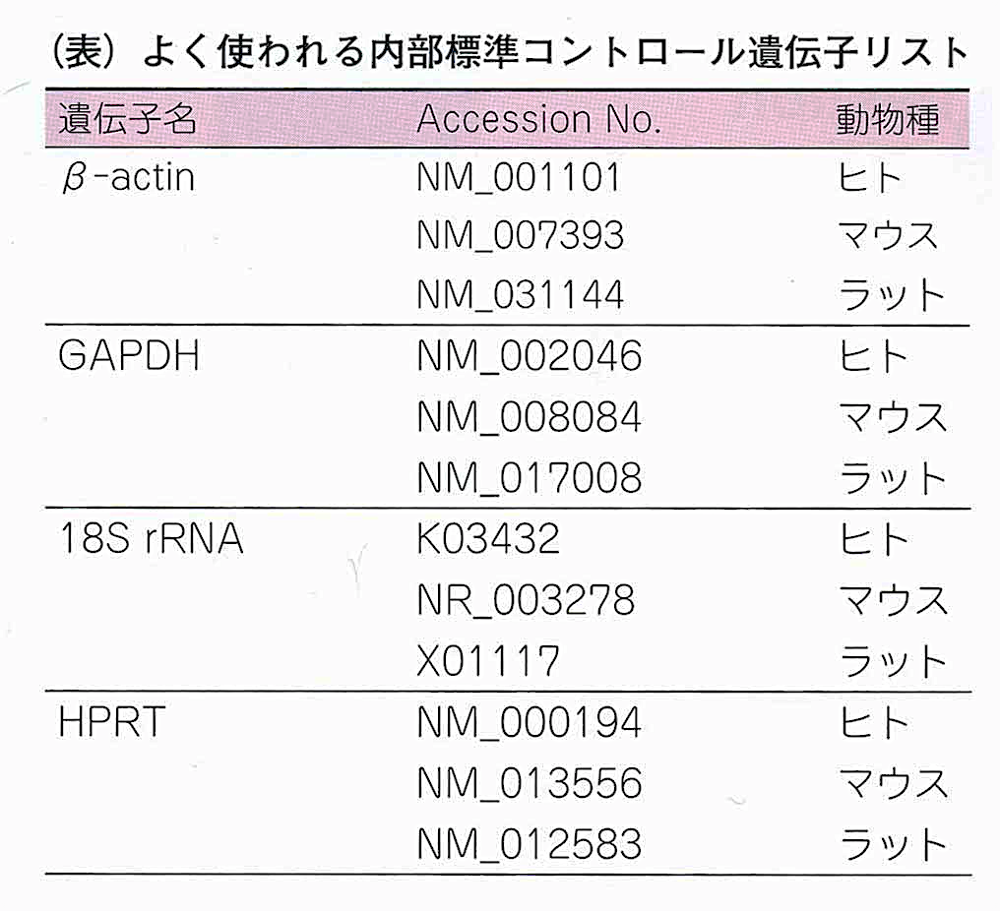 （表）よく使われる内部標準コントロール遺伝子リスト
遺伝子名 Accession No. 動物種
β-actin NM_001101 ヒト
NM_007393 マウス
NM_031144 ラット
GAPDH NM_002046 ヒト
NM_008084 マウス
NM_017008 ラット
18S rRNA K03432 ヒト
NR_003278 マウス
X01117 ラット
HPRT NM_000194 ヒト
NM_013556 マウス
NM_012583 ラット